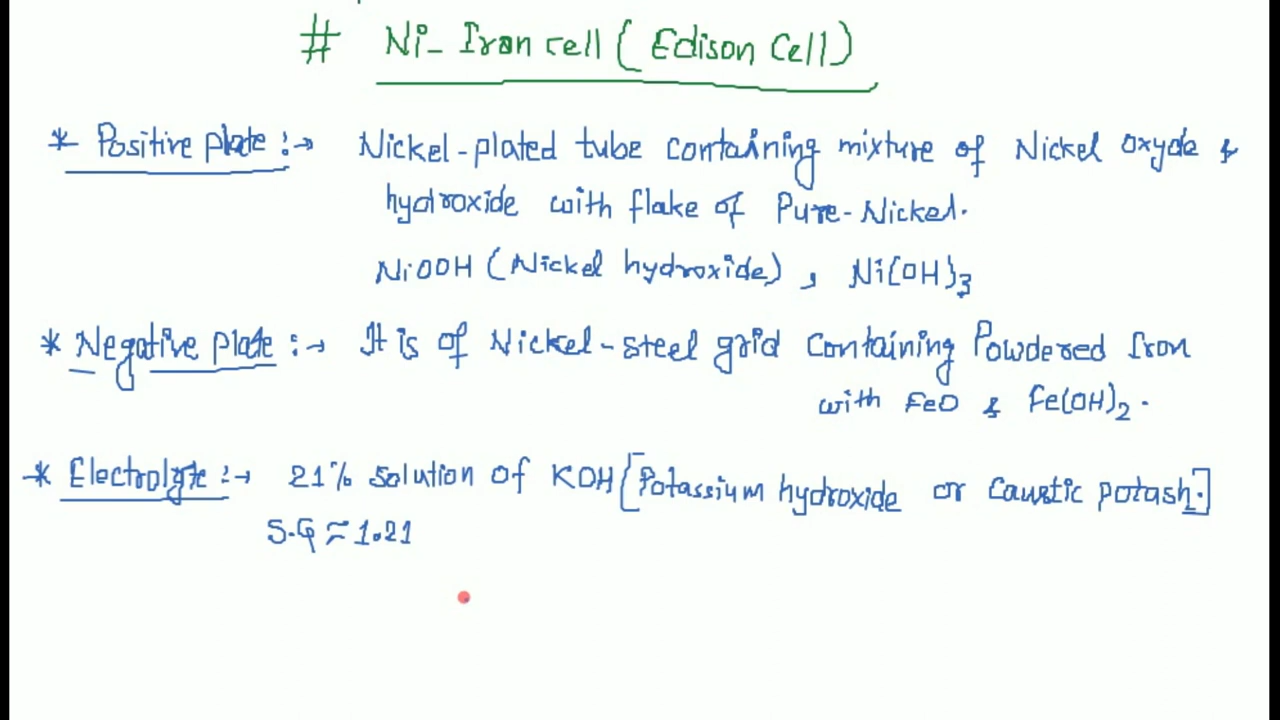 # Ni- Iron cell ( Edison Cell)
* Positive plate :→ Nickel-plated tube containing mixture of Nickel oxyde &
hydroxide with flake of Pure-Nickel.
NiOOH (Nickel hydroxide) , Ni(OH)₃
* Negative plate :→ It is of Nickel-steel grid Containing Powdered Iron
with FeO & Fe(OH)₂ .
* Electrolyte :→ 21% solution of KOH [Potassium hydroxide or Caustic potash.]
S.G ≈ 1.21